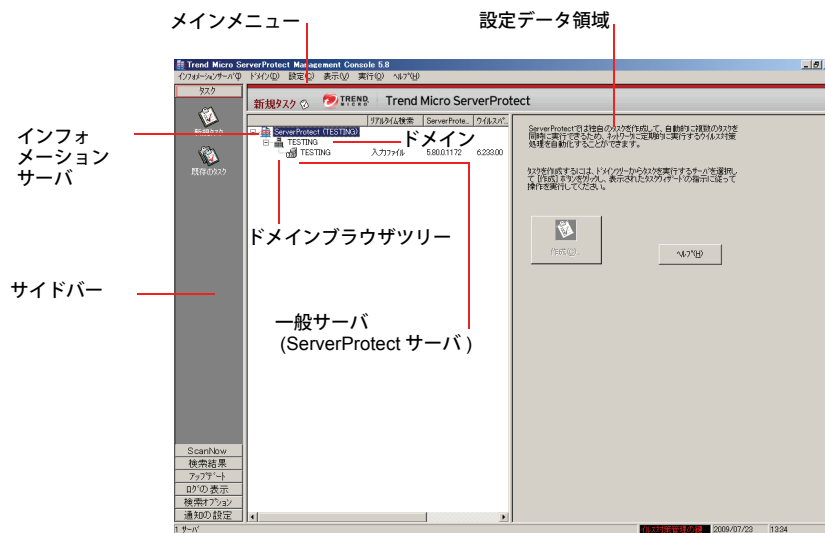 メインメニュー
設定データ領域
Trend Micro ServerProtect Management Console 5.8
インフォメーションサーバ(I) ドメイン(D) 設定(C) 表示(V) 実行(O) ヘルプ(H)
タスク
新規タスク
TREND MICRO
Trend Micro ServerProtect
リアルタイム検索 ServerProte... ウイルスパ
新規タスク
既存のタスク
インフォ
メーション
サーバ
ServerProtect (TESTING)
TESTING
TESTING 入力ファイル 5.80.0.1172 6.233.00
ドメイン
ドメインブラウザツリー
サイドバー
一般サーバ
(ServerProtect サーバ )
ServerProtectでは独自のタスクを作成して、自動的に複数のタスクを
同時に実行できるため、ネットワークに定期的に実行するウイルス対策
処理を自動化することができます。
タスクを作成するには、ドメインツリーからタスクを実行するサーバを選択し
て [作成] ボタンをクリックし、表示されたタスクウィザードの指示に従って
操作を実行してください。
作成(C)...
ヘルプ(H)
ScanNow
検索結果
アップデート
ログの表示
検索オプション
通知の設定
1 サーバ
2009/07/23 13:34